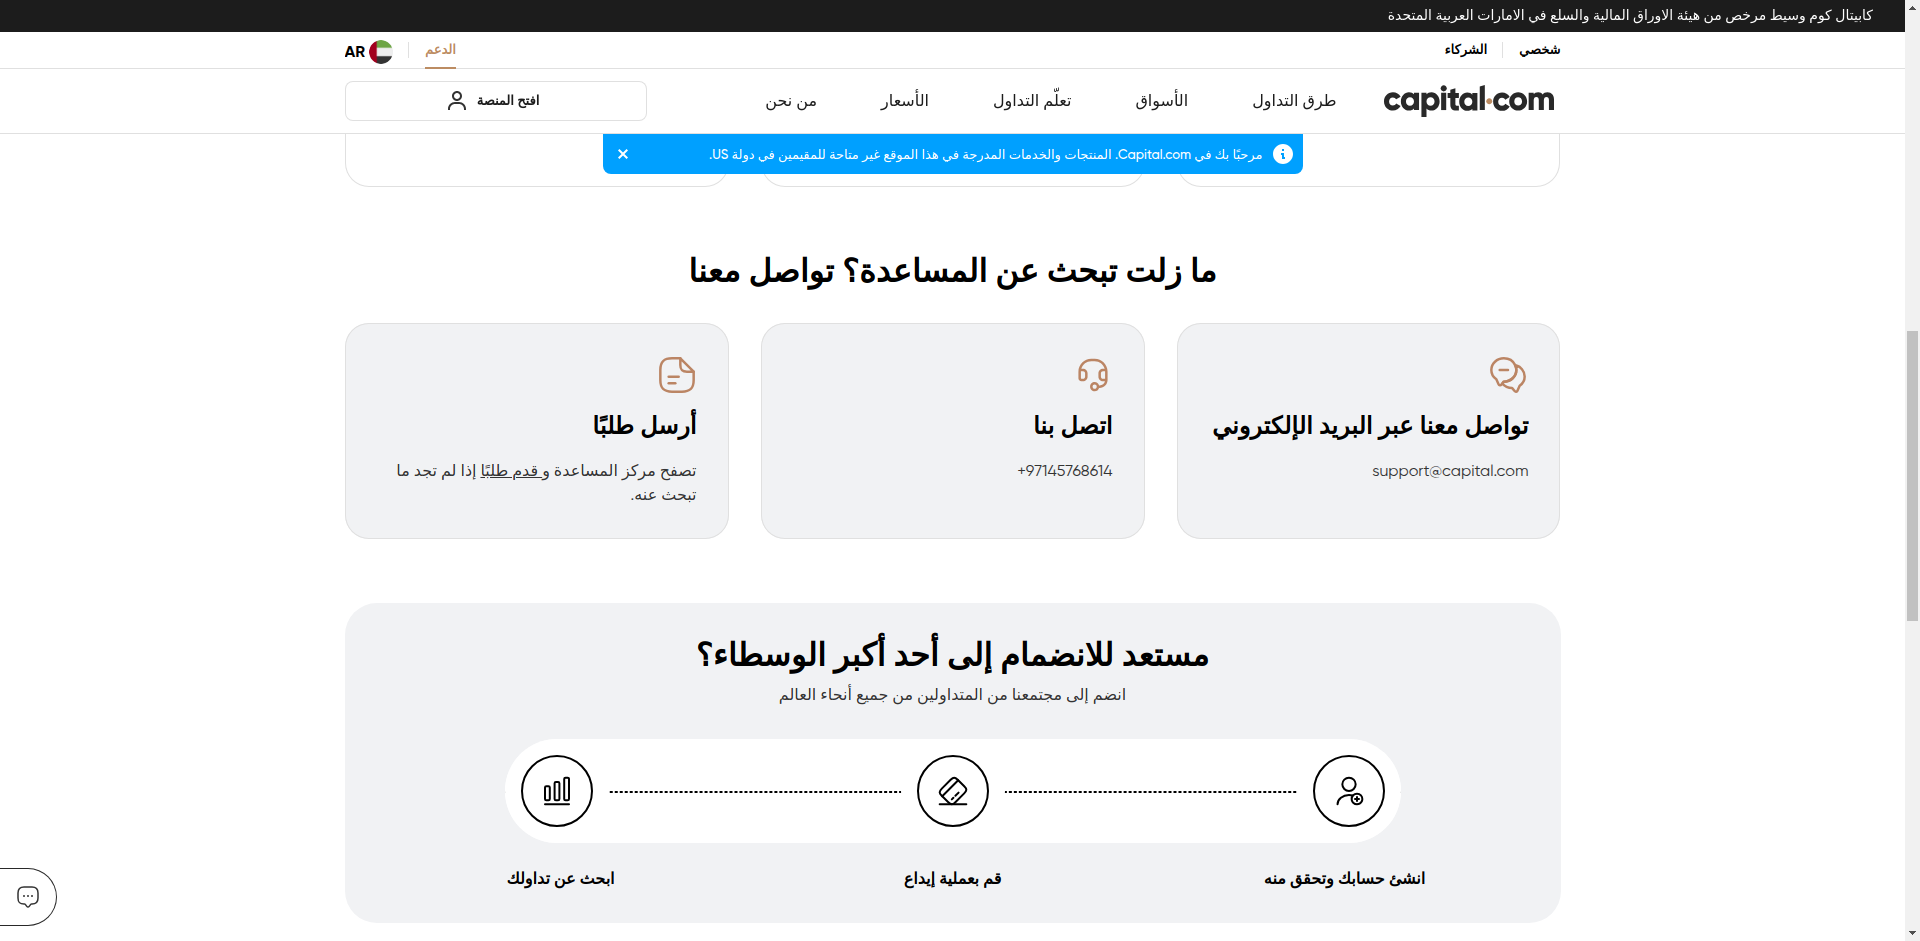 كابيتال كوم وسيط مرخص من هيئة الاوراق المالية والسلع في الامارات العربية المتحدة
شخصي
الشركاء
الدعم
AR
capital.com
طرق التداول
الأسواق
تعلّم التداول
الأسعار
من نحن
افتح المنصة
مرحبًا بك في Capital.com. المنتجات والخدمات المدرجة في هذا الموقع غير متاحة للمقيمين في دولة US.
ما زلت تبحث عن المساعدة؟ تواصل معنا
تواصل معنا عبر البريد الإلكتروني
support@capital.com
اتصل بنا
+97145768614
أرسل طلبًا
تصفح مركز المساعدة و قدم طلبًا إذا لم تجد ما
تبحث عنه.
مستعد للانضمام إلى أحد أكبر الوسطاء؟
انضم إلى مجتمعنا من المتداولين من جميع أنحاء العالم
انشئ حسابك وتحقق منه
قم بعملية إيداع
ابحث عن تداولك